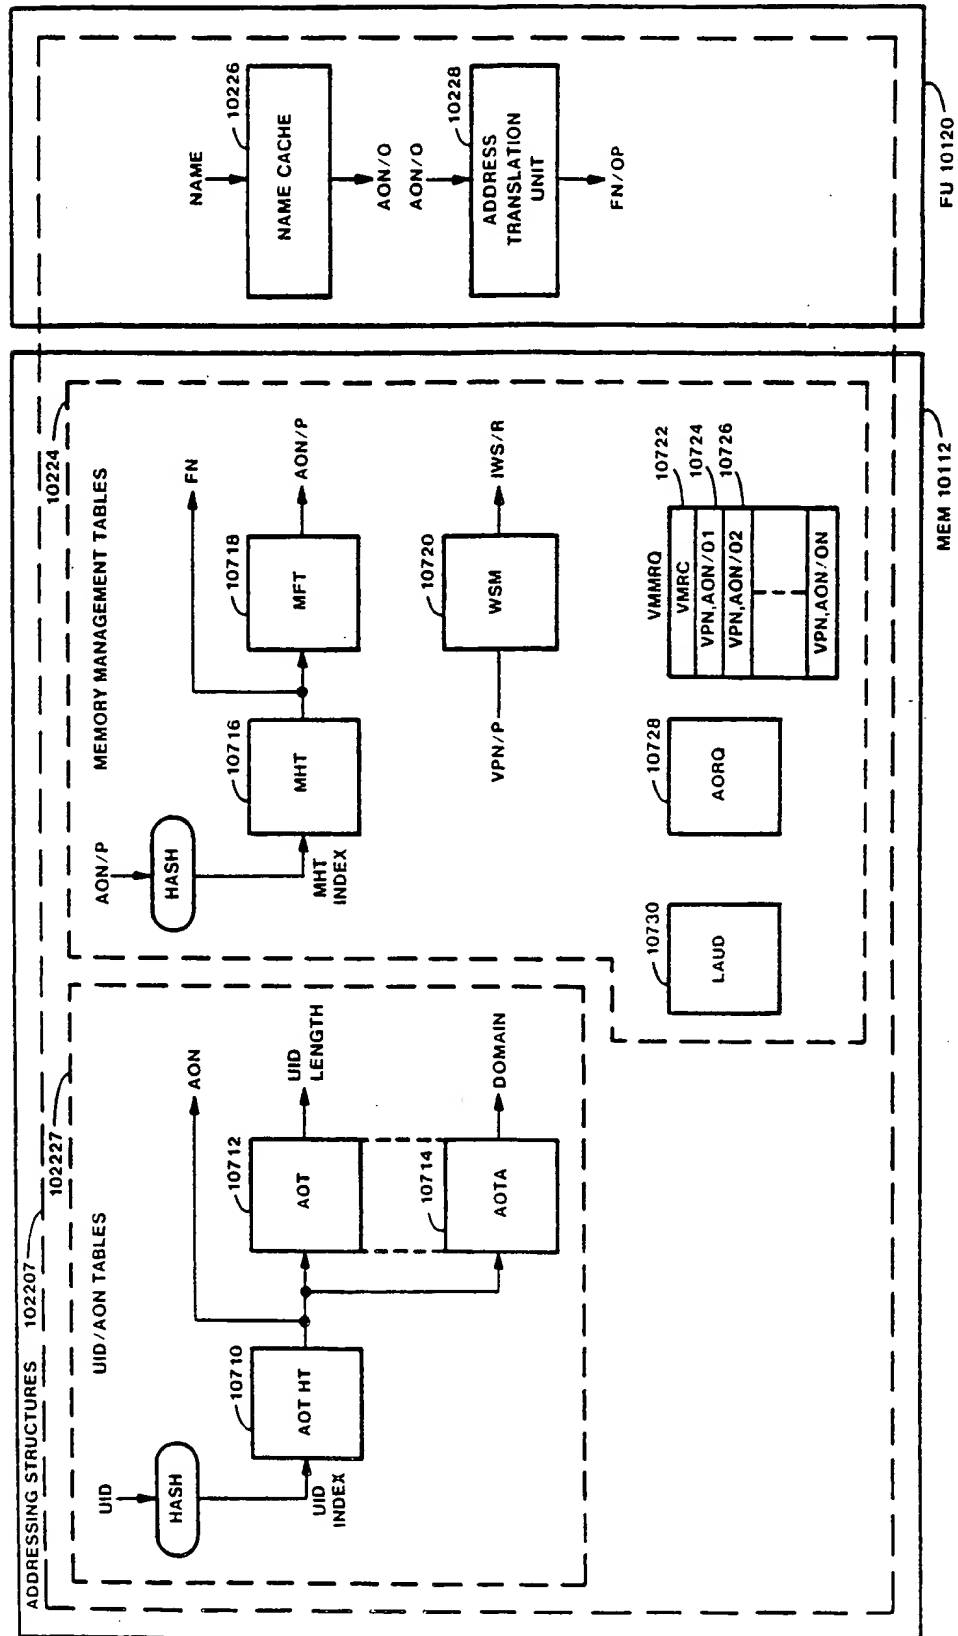 ADDRESSING STRUCTURES 102207
102227
UID/AON TABLES
UID
HASH
UID
INDEX
10710
AOT HT
AON
10712
AOT
UID
LENGTH
10714
AOTA
DOMAIN
10224
MEMORY MANAGEMENT TABLES
AON/P
HASH
MHT
INDEX
10716
MHT
FN
10718
MFT
AON/P
VPN/P
10720
WSM
IWS/R
10730
LAUD
10728
AORQ
VMMRQ
VMRC
10722
VPN,AON/O1
10724
VPN,AON/O2
10726
VPN,AON/ON
MEM 10112
NAME
10226
NAME CACHE
AON/O
AON/O
10228
ADDRESS
TRANSLATION
UNIT
FN/OP
FU 10120